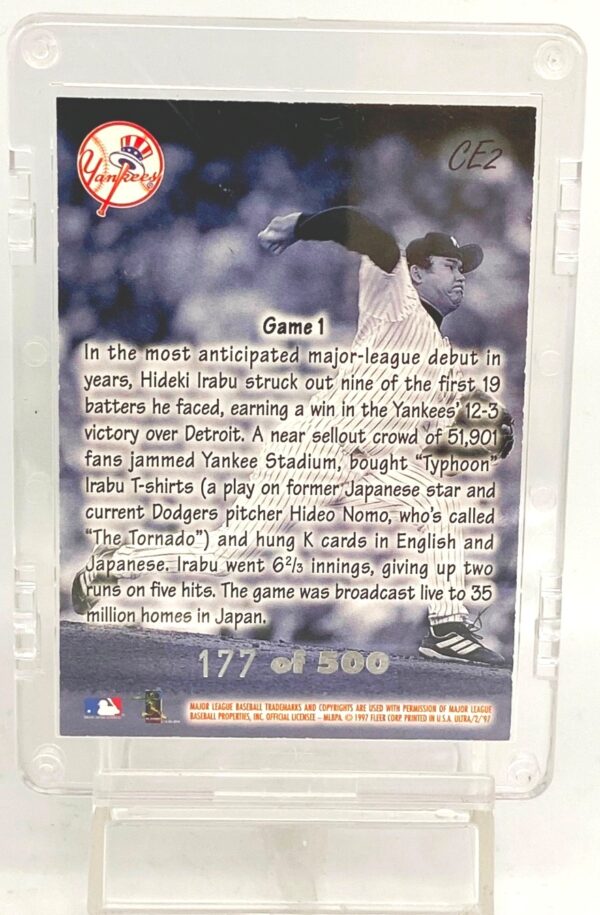 Yankees
CE2
Game 1
In the most anticipated major-league debut in
years, Hideki Irabu struck out nine of the first 19
batters he faced, earning a win in the Yankees' 12-3
victory over Detroit. A near sellout crowd of 51,901
fans jammed Yankee Stadium, bought "Typhoon"
Irabu T-shirts (a play on former Japanese star and
current Dodgers pitcher Hideo Nomo, who's called
"The Tornado") and hung K cards in English and
Japanese. Irabu went 6 2/3 innings, giving up two
runs on five hits. The game was broadcast live to 35
million homes in Japan.
177 of 500
MAJOR LEAGUE BASEBALL TRADEMARKS AND COPYRIGHTS ARE USED WITH PERMISSION OF MAJOR LEAGUE
BASEBALL PROPERTIES, INC. OFFICIAL LICENSEE – MLBPA. © 1997 FLEER CORP. PRINTED IN U.S.A. ULTRA/2/97